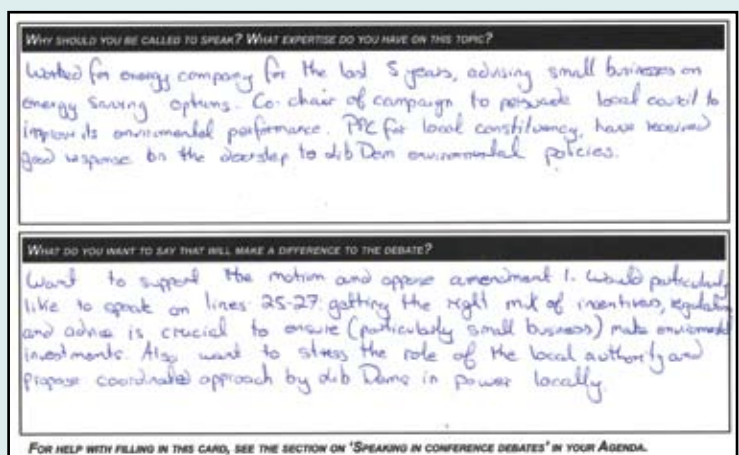 WHY SHOULD YOU BE CALLED TO SPEAK? WHAT EXPERTISE DO YOU HAVE ON THIS TOPIC?
Worked for energy company for the last 5 years, advising small businesses on
energy saving options. Co-chair of campaign to persuade local council to
improve its environmental performance. PPC for local constituency, have received
good response on the doorstep to Lib Dem environmental policies.
WHAT DO YOU WANT TO SAY THAT WILL MAKE A DIFFERENCE TO THE DEBATE?
Want to support the motion and oppose amendment 1. Would particularly
like to speak on lines 25-27: getting the right mix of incentives, regulation
and advice is crucial to ensure (particularly small business) make environmental
investments. Also want to stress the role of the local authority and
propose coordinated approach by Lib Dems in power locally.
FOR HELP WITH FILLING IN THIS CARD, SEE THE SECTION ON 'SPEAKING IN CONFERENCE DEBATES' IN YOUR AGENDA.